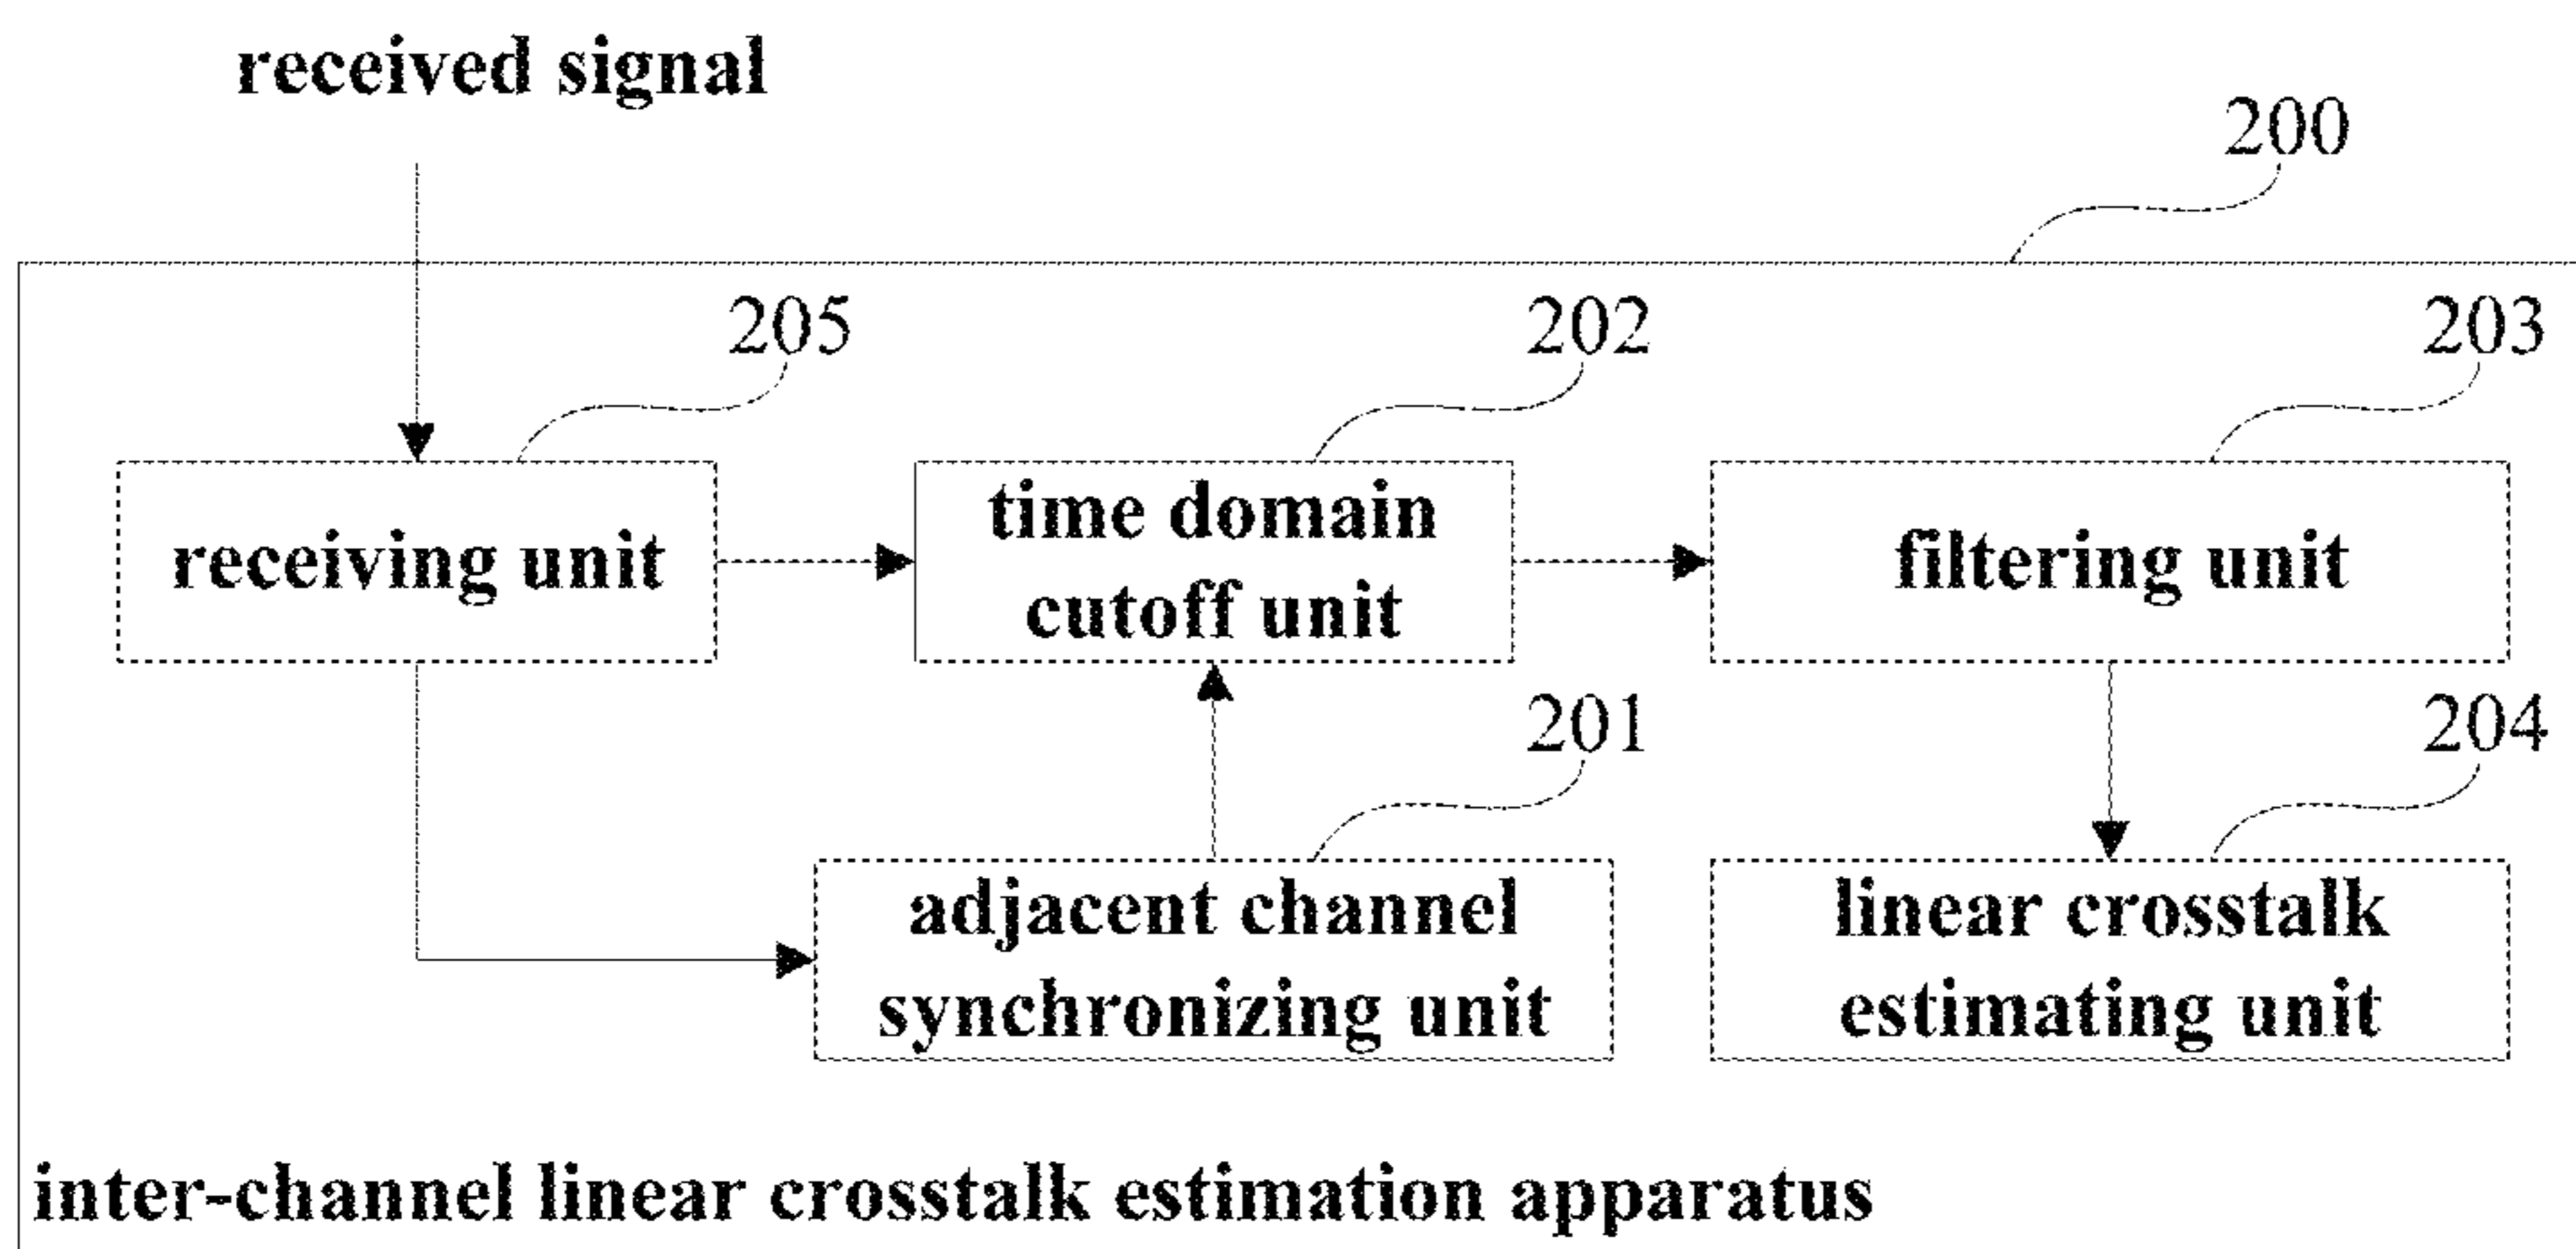 received signal
200
205
202
203
receiving unit
time domain
cutoff unit
filtering unit
201
204
adjacent channel
synchronizing unit
linear crosstalk
estimating unit
inter-channel linear crosstalk estimation apparatus